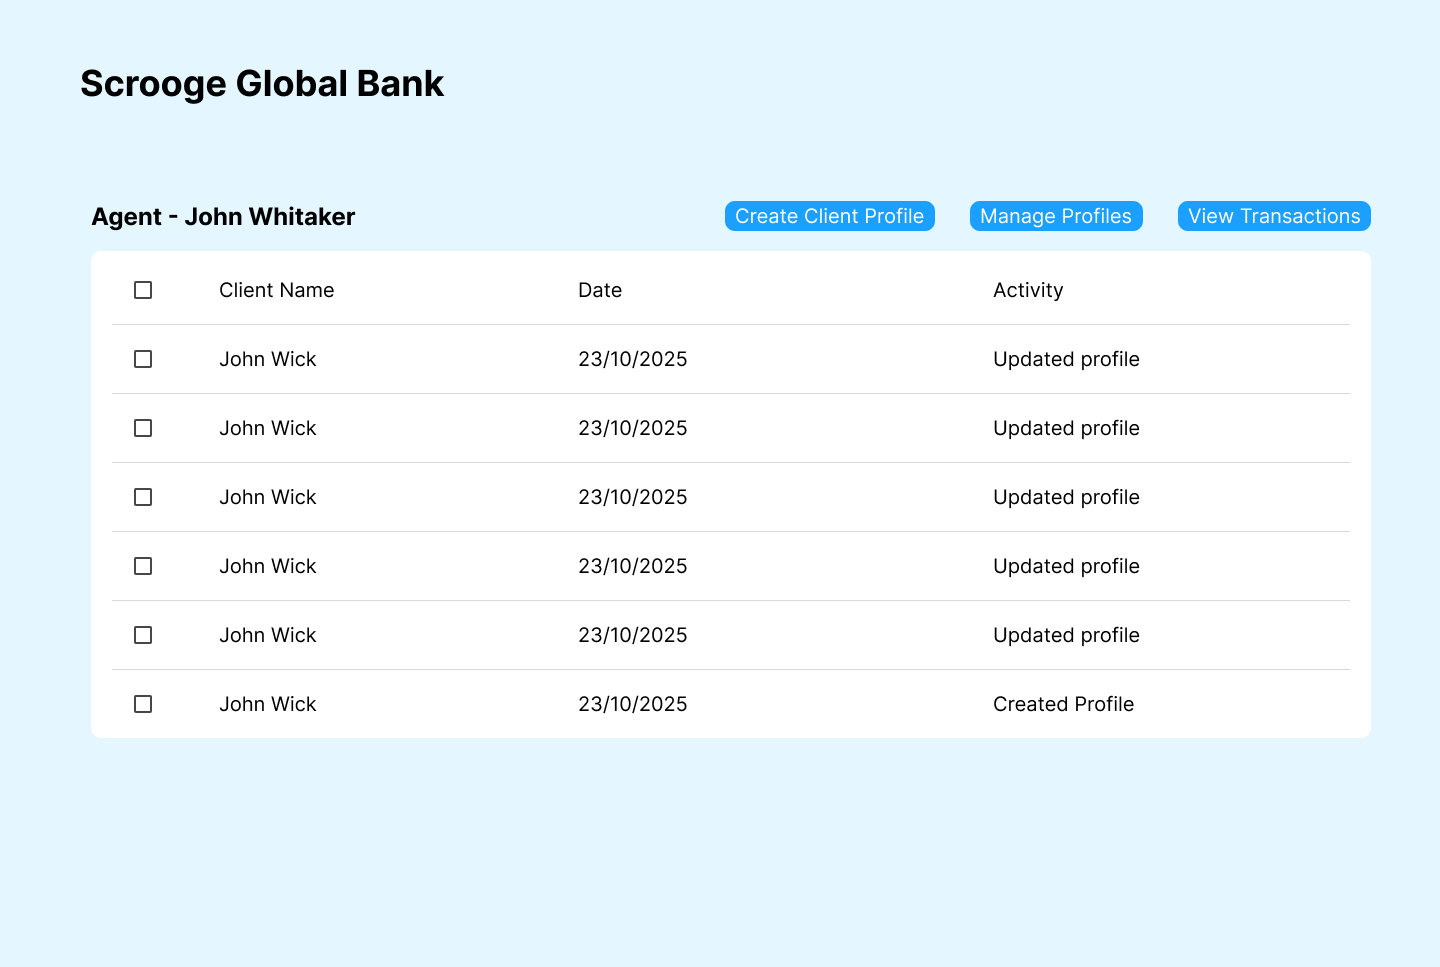 Scrooge Global Bank
Agent - John Whitaker Create Client Profile Manage Profiles View Transactions
Client Name Date Activity
John Wick 23/10/2025 Updated profile
John Wick 23/10/2025 Updated profile
John Wick 23/10/2025 Updated profile
John Wick 23/10/2025 Updated profile
John Wick 23/10/2025 Updated profile
John Wick 23/10/2025 Created Profile